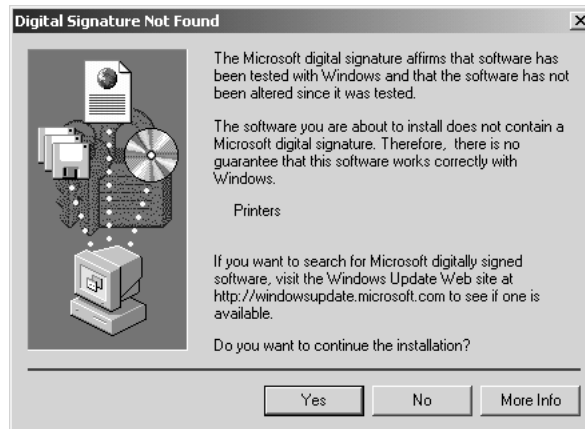 Digital Signature Not Found
The Microsoft digital signature affirms that software has
been tested with Windows and that the software has not
been altered since it was tested.
The software you are about to install does not contain a
Microsoft digital signature. Therefore,  there is no
guarantee that this software works correctly with
Windows.
Printers
If you want to search for Microsoft digitally signed
software, visit the Windows Update Web site at
http://windowsupdate.microsoft.com to see if one is
available.
Do you want to continue the installation?
Yes
No
More Info